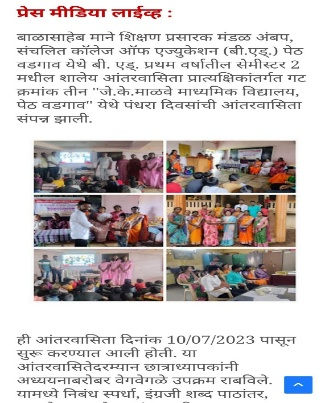 प्रेस मीडिया लाईव्ह :
बाळासाहेब माने शिक्षण प्रसारक मंडळ अंबप,
संचलित कॉलेज ऑफ एज्युकेशन (बी.एड्.) पेठ
वडगाव येथे बी. एड्. प्रथम वर्षातील सेमीस्टर 2
मधील शालेय आंतरवासिता प्रात्यक्षिकांतर्गत गट
क्रमांक तीन "जे.के.माळवे माध्यमिक विद्यालय,
पेठ वडगाव" येथे पंधरा दिवसांची आंतरवासिता
संपन्न झाली.
ही आंतरवासिता दिनांक 10/07/2023 पासून
सुरू करण्यात आली होती. या
आंतरवासितेदरम्यान छात्राध्यापकांनी
अध्ययनाबरोबर वेगवेगळे उपक्रम राबविले.
यामध्ये निबंध स्पर्धा, इंग्रजी शब्द पाठांतर,